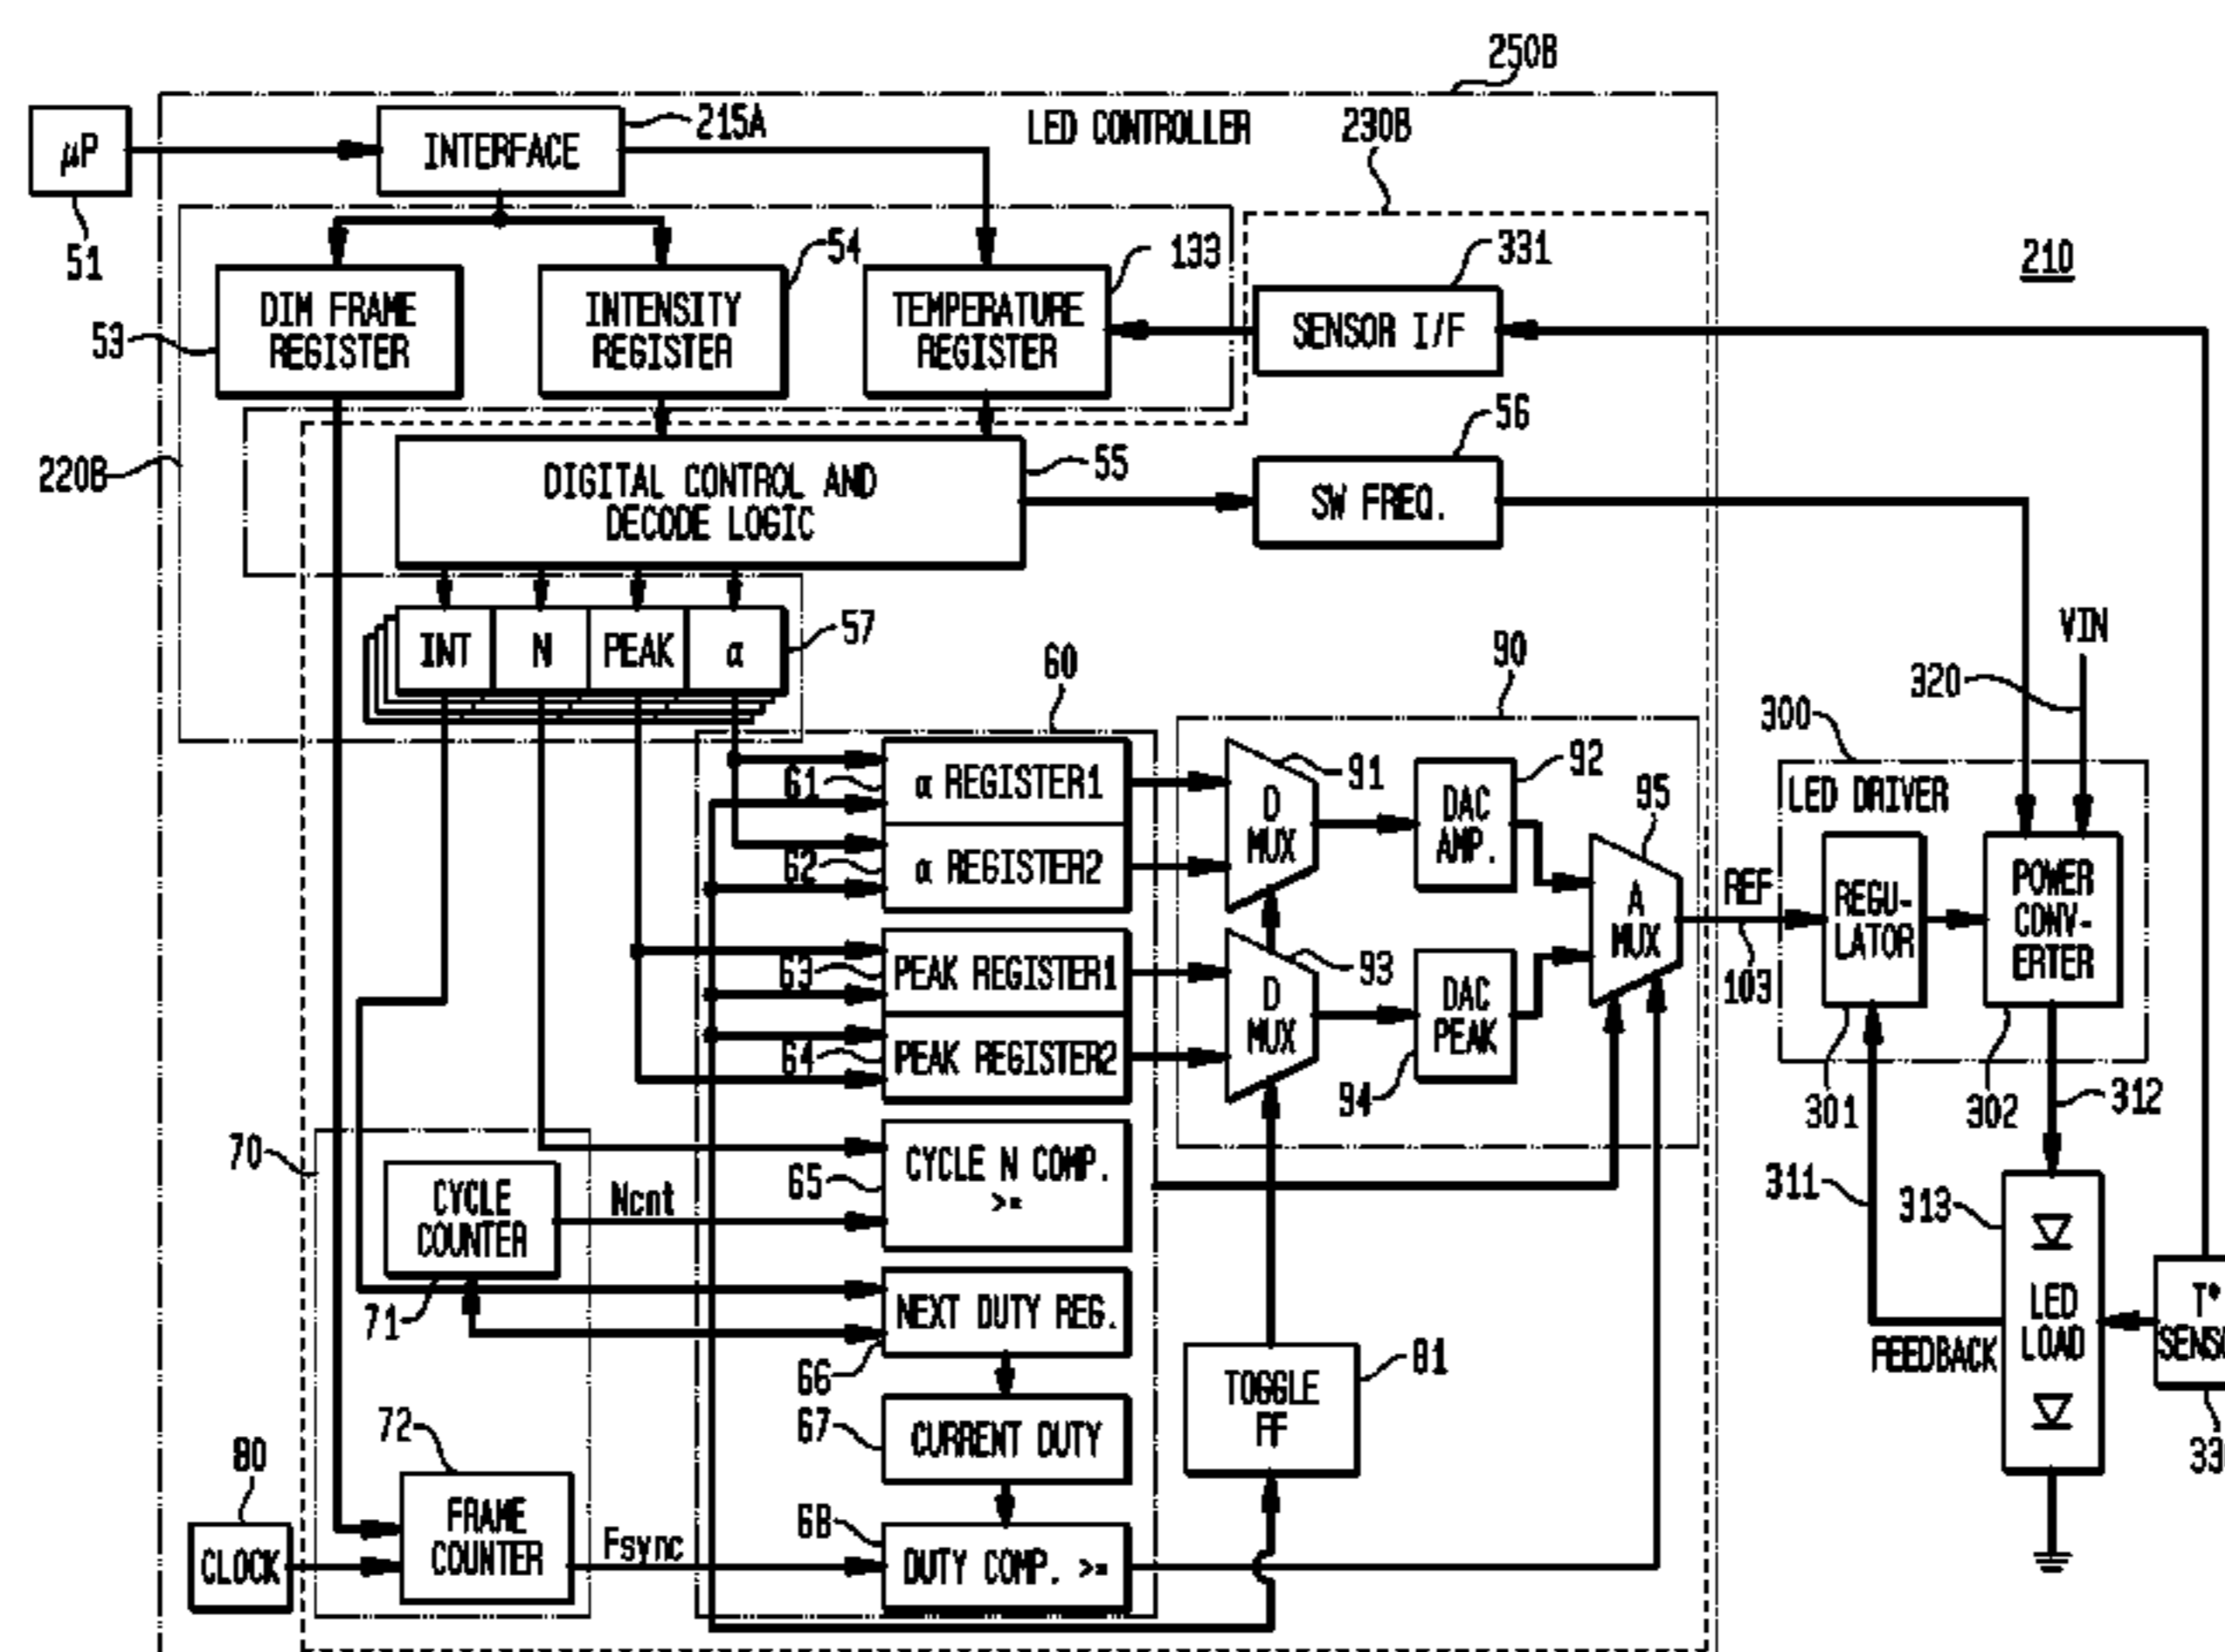 250B
LED CONTROLLER
230B
µP
INTERFACE
215A
51
53
DIM FRAME
REGISTER
INTENSITY
REGISTER
54
TEMPERATURE
REGISTER
133
SENSOR I/F
331
210
220B
DIGITAL CONTROL AND
DECODE LOGIC
55
SW FREQ.
56
INT
N
PEAK
α
57
60
90
VIN
320
300
61
α REGISTER1
62
α REGISTER2
63
PEAK REGISTER1
64
PEAK REGISTER2
D
MUX
91
DAC
AMP.
92
D
MUX
93
DAC
PEAK
94
A
MUX
95
REF
103
LED DRIVER
REGU-
LATOR
301
POWER
CONV-
ERTER
302
312
70
CYCLE
COUNTER
71
Ncnt
65
CYCLE N COMP.
>=
NEXT DUTY REG.
66
67
CURRENT DUTY
68
DUTY COMP. >=
TOGGLE
FF
81
311
FEEDBACK
313
LED
LOAD
T°
72
FRAME
COUNTER
Fsync
80
CLOCK